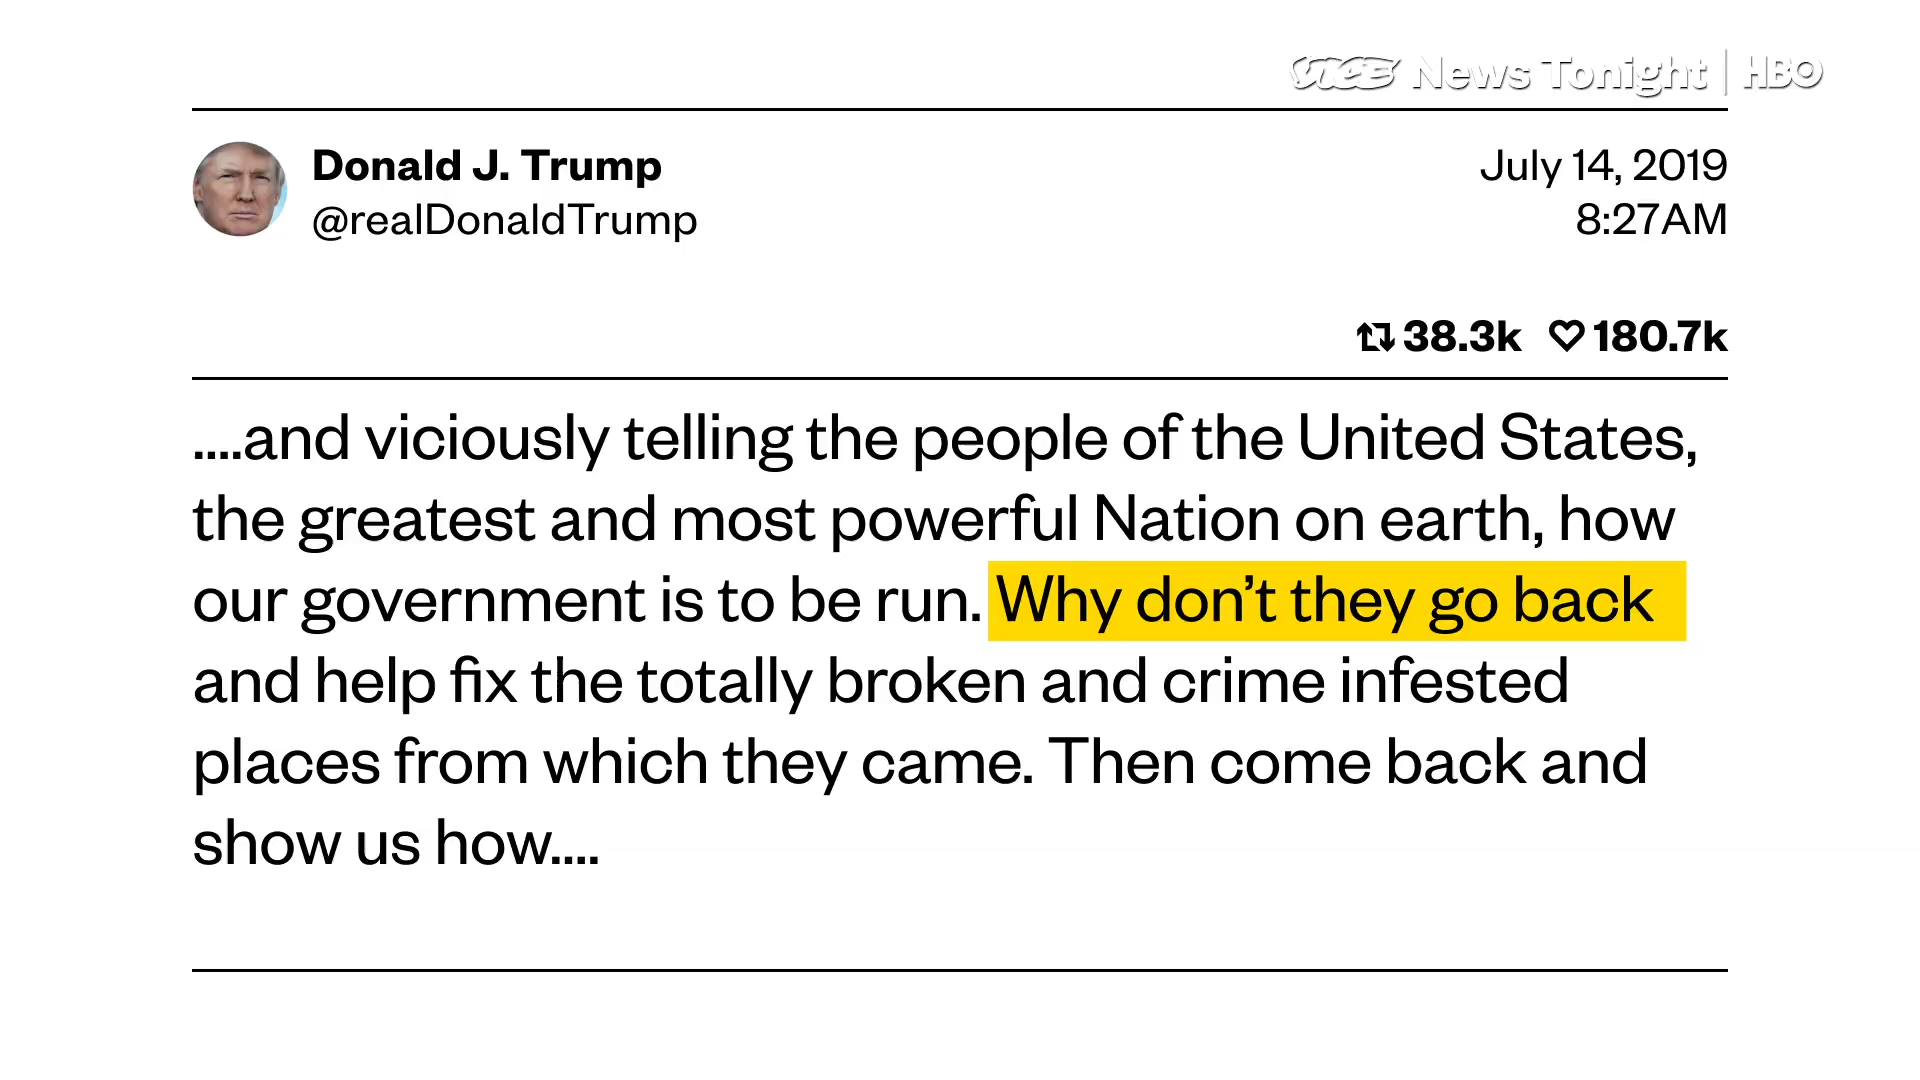 VICE News Tonight | HBO
Donald J. Trump
@realDonaldTrump
July 14, 2019
8:27AM
38.3k 180.7k
....and viciously telling the people of the United States,
the greatest and most powerful Nation on earth, how
our government is to be run. Why don’t they go back
and help fix the totally broken and crime infested
places from which they came. Then come back and
show us how....